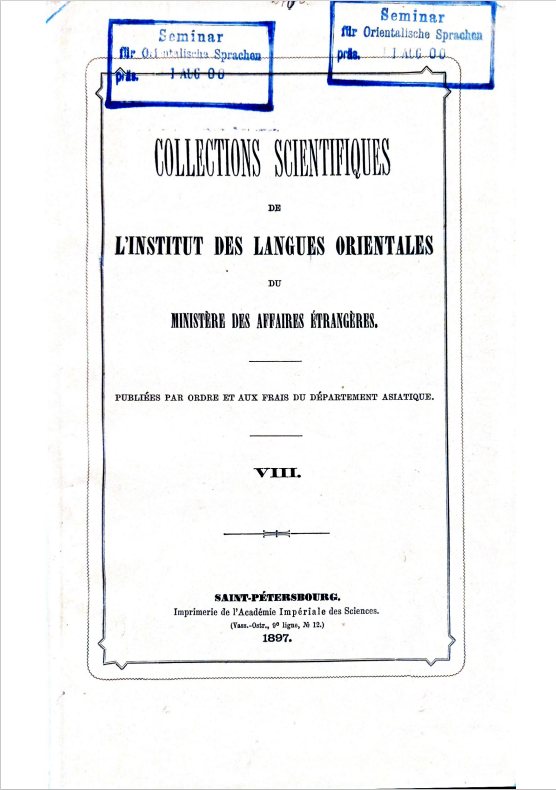 Seminar
für Orientalische Sprachen
präs. 1 AUG 00
Seminar
für Orientalische Sprachen
präs. 1 AUG 00
COLLECTIONS SCIENTIFIQUES
DE
L'INSTITUT DES LANGUES ORIENTALES
DU
MINISTÈRE DES AFFAIRES ÉTRANGÈRES.
PUBLIÉES PAR ORDRE ET AUX FRAIS DU DÉPARTEMENT ASIATIQUE.
VIII.
SAINT-PÉTERSBOURG.
Imprimerie de l'Académie Impériale des Sciences.
(Vass.-Ostr., 9e ligne, № 12.)
1897.